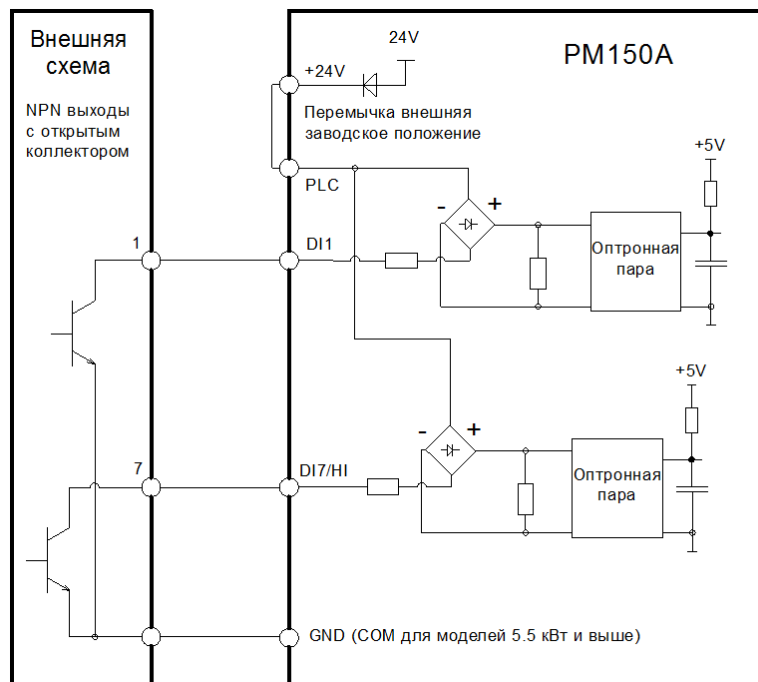 Внешняя
схема
NPN выходы
с открытым
коллектором
24V
+24V
PM150A
Перемычка внешняя
заводское положение
+5V
PLC
-
+
1
DI1
Оптронная
пара
+5V
-
+
7
DI7/HI
Оптронная
пара
GND (COM для моделей 5.5 кВт и выше)